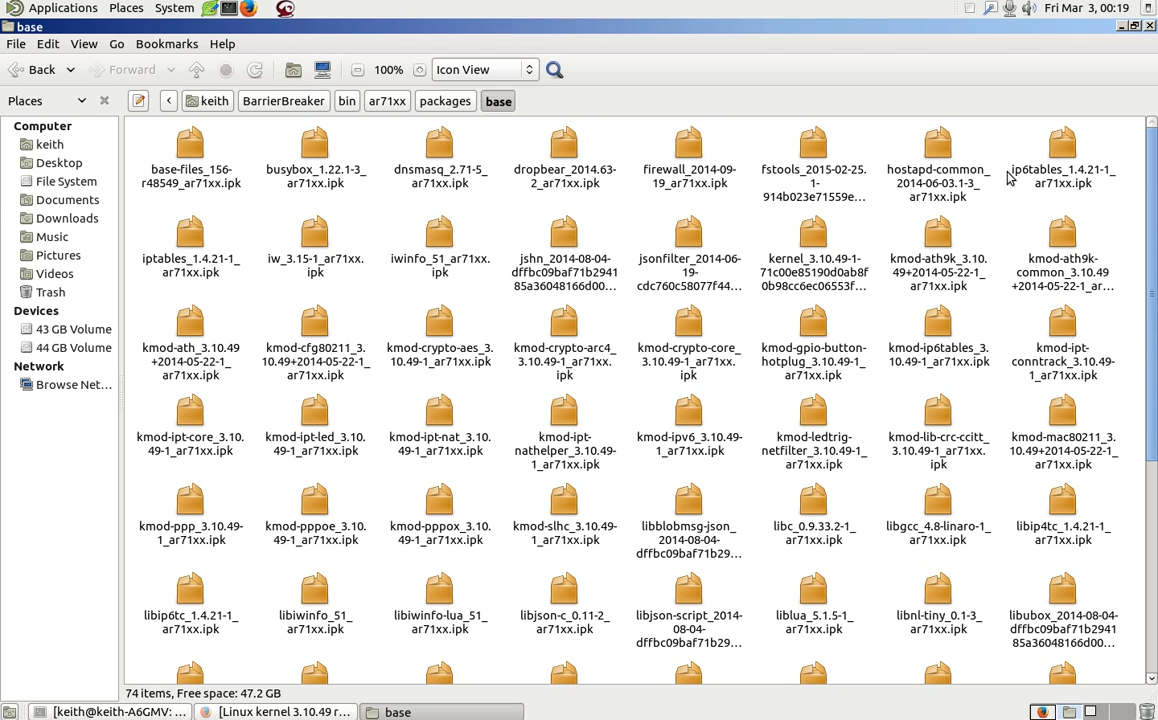 Applications Places System Fri Mar 3, 00:19
base
File Edit View Go Bookmarks Help
Back Forward 100% Icon View
Places keith BarrierBreaker bin ar71xx packages base
Computer
keith
Desktop
File System
Documents
Downloads
Music
Pictures
Videos
Trash
Devices
43 GB Volume
44 GB Volume
Network
Browse Net...
base-files_156-
r48549_ar71xx.ipk
busybox_1.22.1-3_
ar71xx.ipk
dnsmasq_2.71-5_
ar71xx.ipk
dropbear_2014.63-
2_ar71xx.ipk
firewall_2014-09-
19_ar71xx.ipk
fstools_2015-02-25.
1-
914b023e71559e...
hostapd-common_
2014-06-03.1-3_
ar71xx.ipk
ip6tables_1.4.21-1_
ar71xx.ipk
iptables_1.4.21-1_
ar71xx.ipk
iw_3.15-1_ar71xx.
ipk
iwinfo_51_ar71xx.
ipk
jshn_2014-08-04-
dffbc09baf71b2941
85a36048166d00...
jsonfilter_2014-06-
19-
cdc760c58077f44...
kernel_3.10.49-1-
71c00e85190d0ab8f
0b98cc6ec06553f...
kmod-ath9k_3.10.
49+2014-05-22-1_
ar71xx.ipk
kmod-ath9k-
common_3.10.49
+2014-05-22-1_ar...
kmod-ath_3.10.49
+2014-05-22-1_
ar71xx.ipk
kmod-cfg80211_3.
10.49+2014-05-22-1_
ar71xx.ipk
kmod-crypto-aes_3.
10.49-1_ar71xx.ipk
kmod-crypto-arc4_
3.10.49-1_ar71xx.
ipk
kmod-crypto-core_
3.10.49-1_ar71xx.
ipk
kmod-gpio-button-
hotplug_3.10.49-1_
ar71xx.ipk
kmod-ip6tables_3.
10.49-1_ar71xx.ipk
kmod-ipt-
conntrack_3.10.49-
1_ar71xx.ipk
kmod-ipt-core_3.10.
49-1_ar71xx.ipk
kmod-ipt-led_3.10.
49-1_ar71xx.ipk
kmod-ipt-nat_3.10.
49-1_ar71xx.ipk
kmod-ipt-
nathelper_3.10.49-
1_ar71xx.ipk
kmod-ipv6_3.10.49-
1_ar71xx.ipk
kmod-ledtrig-
netfilter_3.10.49-1_
ar71xx.ipk
kmod-lib-crc-ccitt_
3.10.49-1_ar71xx.
ipk
kmod-mac80211_3.
10.49+2014-05-22-1_
ar71xx.ipk
kmod-ppp_3.10.49-
1_ar71xx.ipk
kmod-pppoe_3.10.
49-1_ar71xx.ipk
kmod-pppox_3.10.
49-1_ar71xx.ipk
kmod-slhc_3.10.49-
1_ar71xx.ipk
libblobmsg-json_
2014-08-04-
dffbc09baf71b29...
libc_0.9.33.2-1_
ar71xx.ipk
libgcc_4.8-linaro-1_
ar71xx.ipk
libip4tc_1.4.21-1_
ar71xx.ipk
libip6tc_1.4.21-1_
ar71xx.ipk
libiwinfo_51_
ar71xx.ipk
libiwinfo-lua_51_
ar71xx.ipk
libjson-c_0.11-2_
ar71xx.ipk
libjson-script_2014-
08-04-
dffbc09baf71b29...
liblua_5.1.5-1_
ar71xx.ipk
libnl-tiny_0.1-3_
ar71xx.ipk
libubox_2014-08-04-
dffbc09baf71b2941
85a36048166d00...
74 items, Free space: 47.2 GB
[keith@keith-A6GMV: ... [Linux kernel 3.10.49 r... base